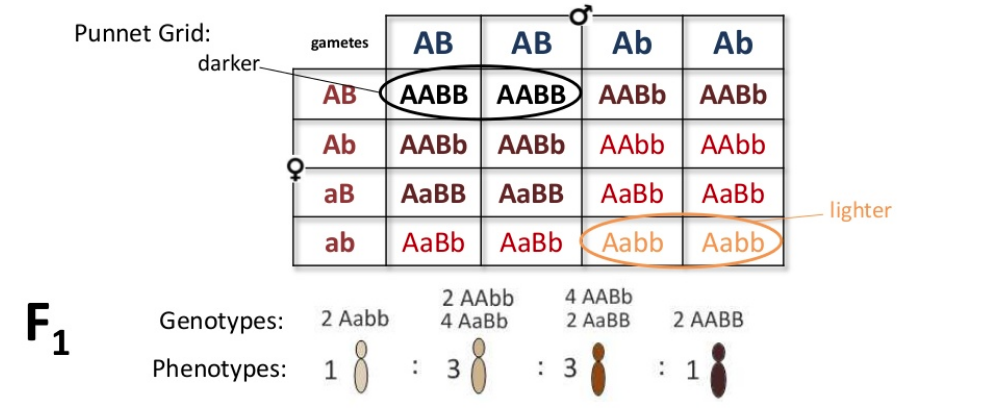 Punnet Grid:
♂
gametes AB AB Ab Ab
darker
AB AABB AABB AABb AABb
Ab AABb AABb AAbb AAbb
♀
aB AaBB AaBB AaBb AaBb
lighter
ab AaBb AaBb Aabb Aabb
F1
2 AAbb 4 AABb
Genotypes: 2 Aabb 4 AaBb 2 AaBB 2 AABB
Phenotypes: 1 : 3 : 3 : 1